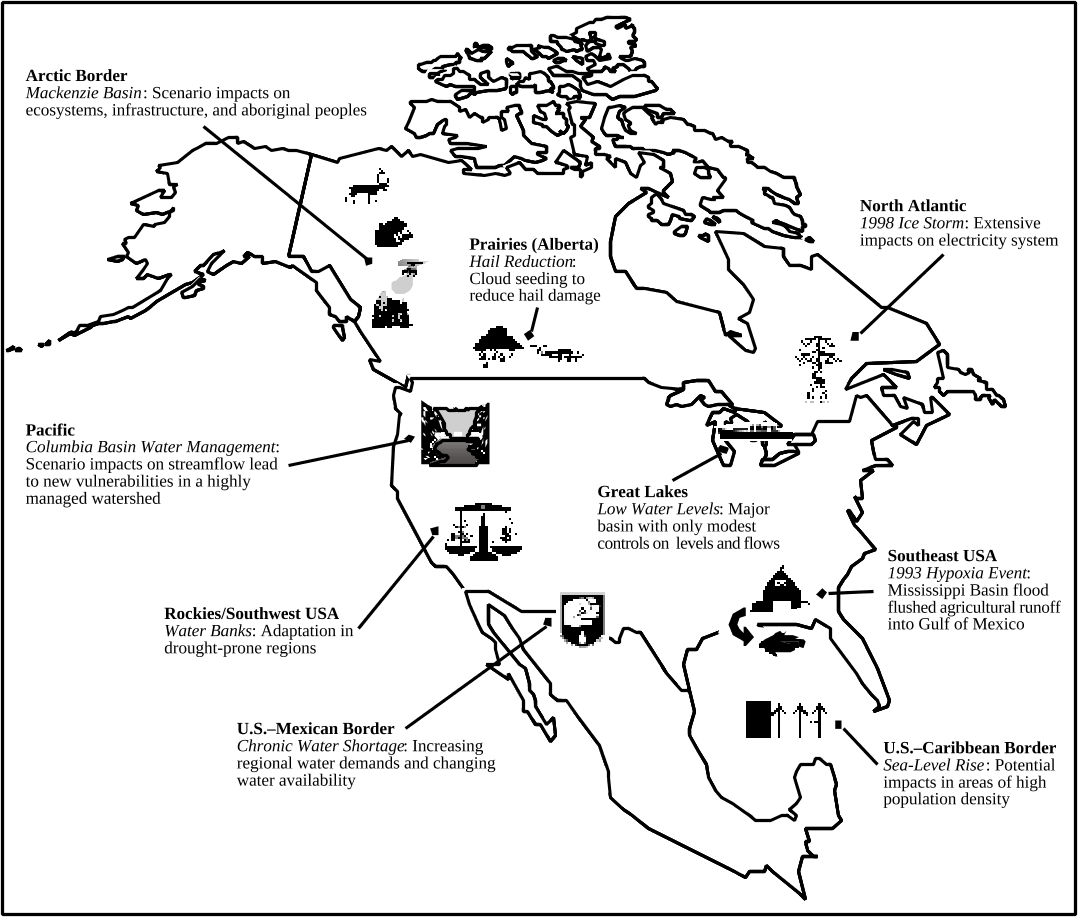 Arctic Border
Mackenzie Basin: Scenario impacts on
ecosystems, infrastructure, and aboriginal peoples
North Atlantic
1998 Ice Storm: Extensive
impacts on electricity system
Prairies (Alberta)
Hail Reduction:
Cloud seeding to
reduce hail damage
Pacific
Columbia Basin Water Management:
Scenario impacts on streamflow lead
to new vulnerabilities in a highly
managed watershed
Great Lakes
Low Water Levels: Major
basin with only modest
controls on levels and flows
Southeast USA
1993 Hypoxia Event:
Mississippi Basin flood
flushed agricultural runoff
into Gulf of Mexico
Rockies/Southwest USA
Water Banks: Adaptation in
drought-prone regions
U.S.–Mexican Border
Chronic Water Shortage: Increasing
regional water demands and changing
water availability
U.S.–Caribbean Border
Sea-Level Rise: Potential
impacts in areas of high
population density